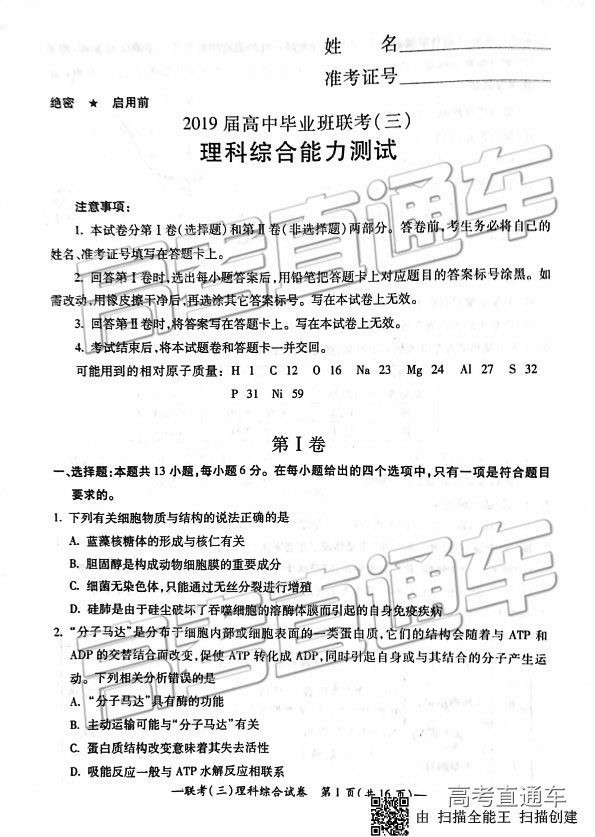 姓　　名
准考证号
绝密　★　启用前
2019届高中毕业班联考(三)
理科综合能力测试
注意事项:
1. 本试卷分第Ⅰ卷(选择题)和第Ⅱ卷(非选择题)两部分。答卷前,考生务必将自己的
姓名、准考证号填写在答题卡上。
2. 回答第Ⅰ卷时,选出每小题答案后,用铅笔把答题卡上对应题目的答案标号涂黑。如
需改动,用橡皮擦干净后,再选涂其它答案标号。写在本试卷上无效。
3. 回答第Ⅱ卷时,将答案写在答题卡上。写在本试卷上无效。
4. 考试结束后,将本试题卷和答题卡一并交回。
可能用到的相对原子质量: H 1　C 12　O 16　Na 23　Mg 24　Al 27　S 32
P 31　Ni 59
第Ⅰ卷
一、选择题:本题共13小题,每小题6分。在每小题给出的四个选项中,只有一项是符合题目
要求的。
1. 下列有关细胞物质与结构的说法正确的是
A. 蓝藻核糖体的形成与核仁有关
B. 胆固醇是构成动物细胞膜的重要成分
C. 细菌无染色体,只能通过无丝分裂进行增殖
D. 硅肺是由于硅尘破坏了吞噬细胞的溶酶体膜而引起的自身免疫疾病
2. “分子马达”是分布于细胞内部或细胞表面的一类蛋白质,它们的结构会随着与 ATP 和
ADP 的交替结合而改变,促使 ATP 转化成 ADP,同时引起自身或与其结合的分子产生运
动。下列相关分析错误的是
A. “分子马达”具有酶的功能
B. 主动运输可能与“分子马达”有关
C. 蛋白质结构改变意味着其失去活性
D. 吸能反应一般与 ATP 水解反应相联系
—联考(三)理科综合试卷　第1页(共16页)—
高考直通车
由 扫描全能王 扫描创建
高考直通车
高考直通车